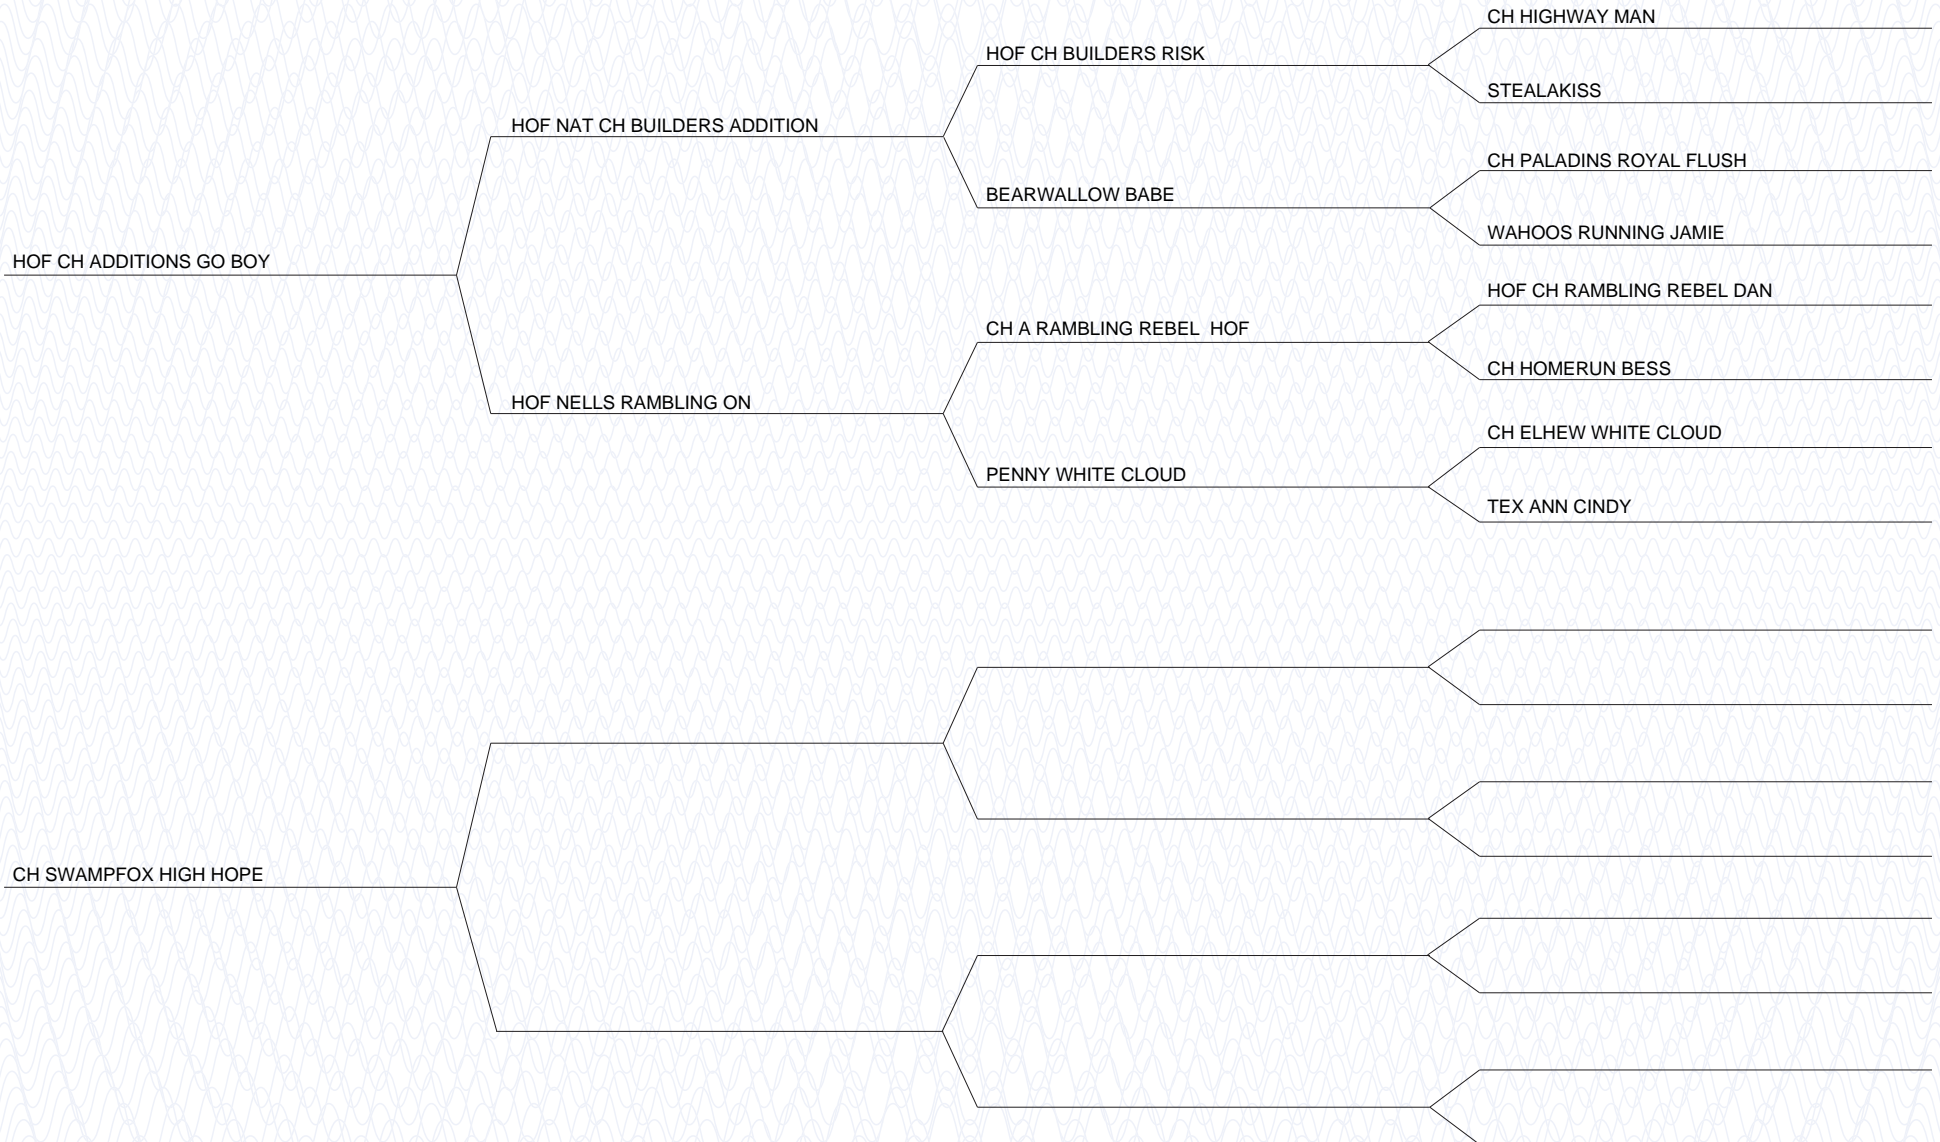 CH HIGHWAY MAN
HOF CH BUILDERS RISK
STEALAKISS
HOF NAT CH BUILDERS ADDITION
CH PALADINS ROYAL FLUSH
BEARWALLOW BABE
WAHOOS RUNNING JAMIE
HOF CH ADDITIONS GO BOY
HOF CH RAMBLING REBEL DAN
CH A RAMBLING REBEL  HOF
CH HOMERUN BESS
HOF NELLS RAMBLING ON
CH ELHEW WHITE CLOUD
PENNY WHITE CLOUD
TEX ANN CINDY
CH SWAMPFOX HIGH HOPE